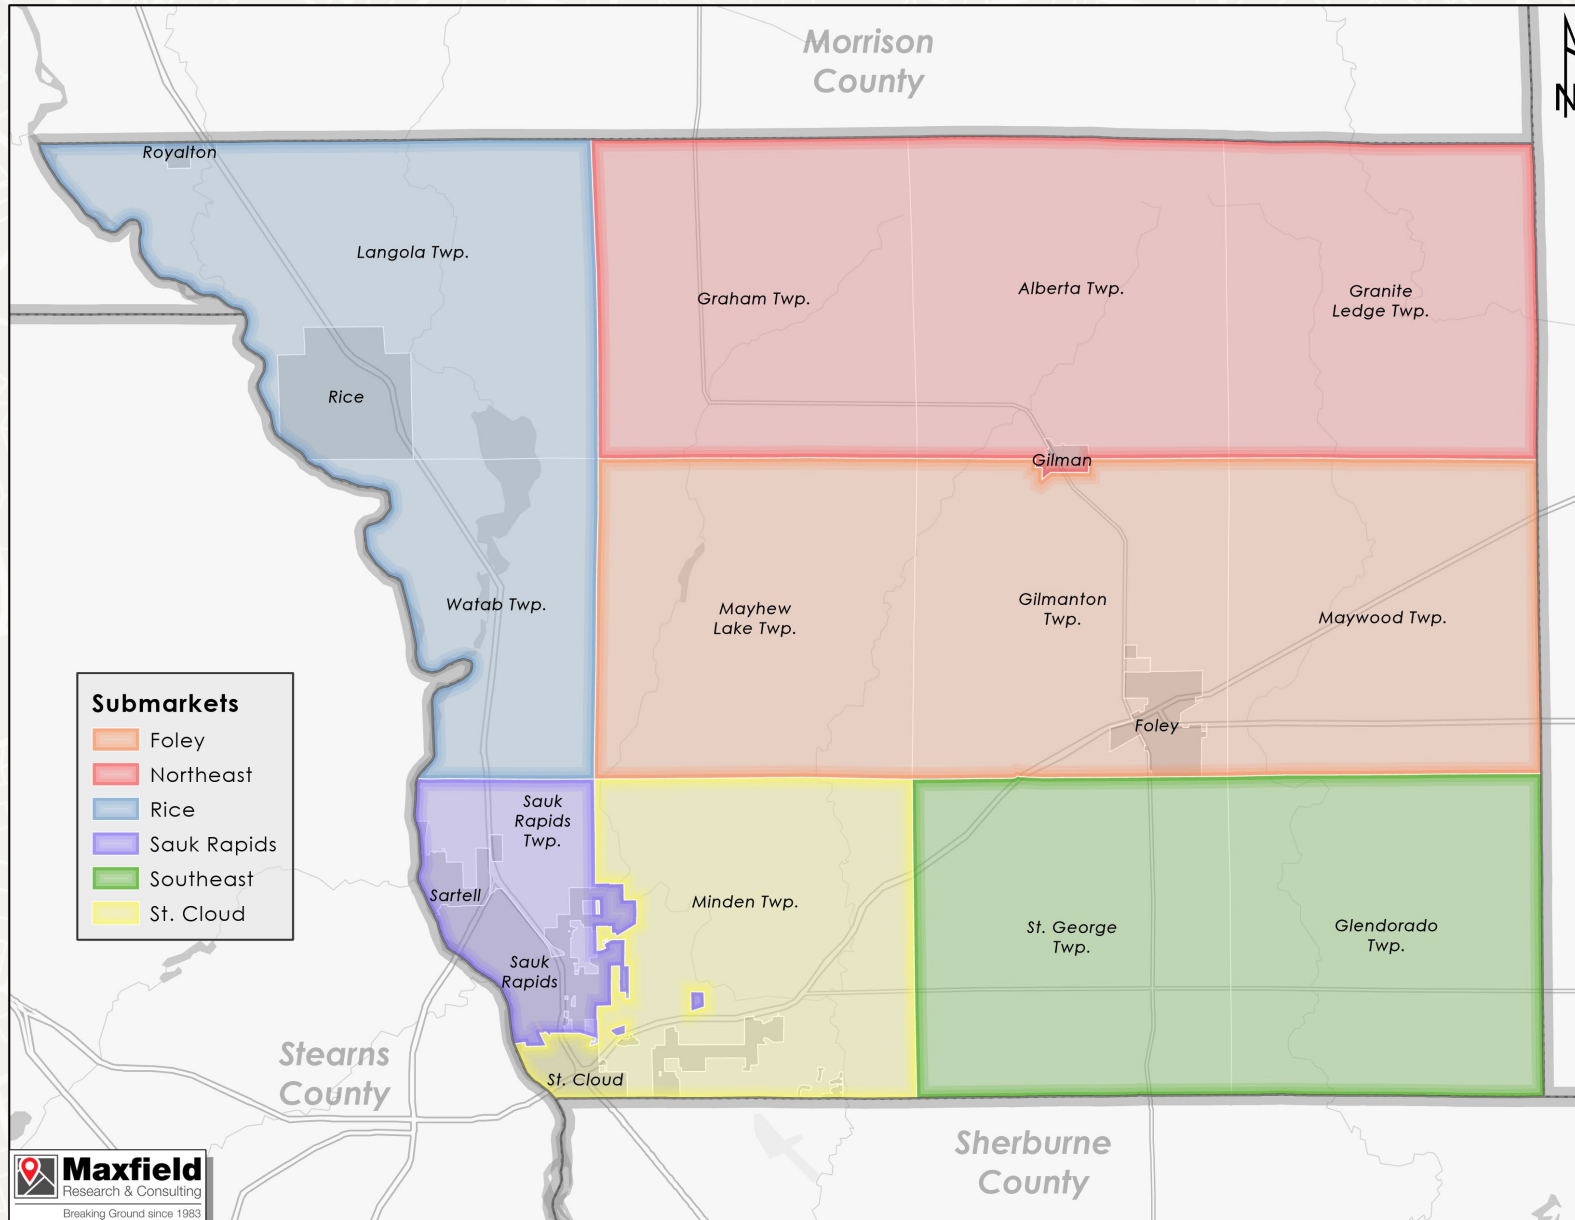 Morrison
County
N
Royalton
Langola Twp.
Graham Twp.
Alberta Twp.
Granite
Ledge Twp.
Rice
Gilman
Watab Twp.
Mayhew
Lake Twp.
Gilmanton
Twp.
Maywood Twp.
Foley
Submarkets
Foley
Northeast
Rice
Sauk Rapids
Southeast
St. Cloud
Sauk
Rapids
Twp.
Sartell
Minden Twp.
St. George
Twp.
Glendorado
Twp.
Sauk
Rapids
St. Cloud
Stearns
County
Sherburne
County
Maxfield
Research & Consulting
Breaking Ground since 1983